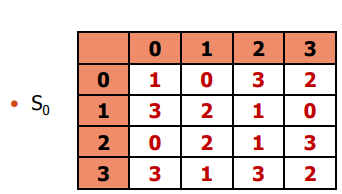 0 1 2 3
0 1 0 3 2
• S₀ 1 3 2 1 0
2 0 2 1 3
3 3 1 3 2